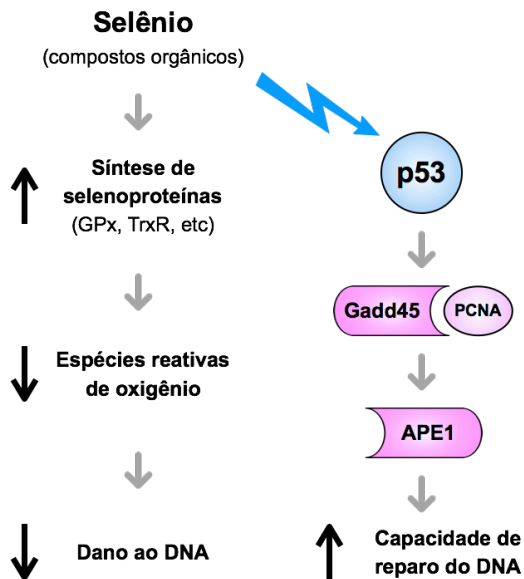 Selênio
(compostos orgânicos)
Síntese de
selenoproteínas
(GPx, TrxR, etc)
Espécies reativas
de oxigênio
Dano ao DNA
p53
Gadd45
PCNA
APE1
Capacidade de
reparo do DNA